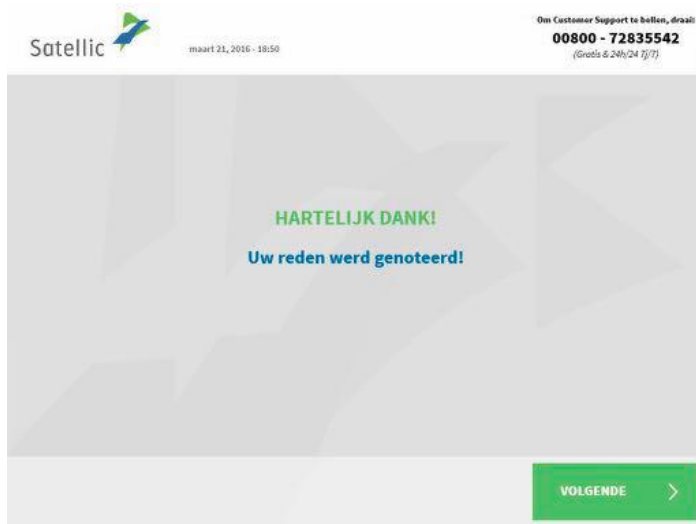 Om Customer Support te bellen, draai:
Satellic
maart 21, 2016 - 18:50
00800 - 72835542
(Gratis & 24h/24 7j/7)
HARTELIJK DANK!
Uw reden werd genoteerd!
VOLGENDE